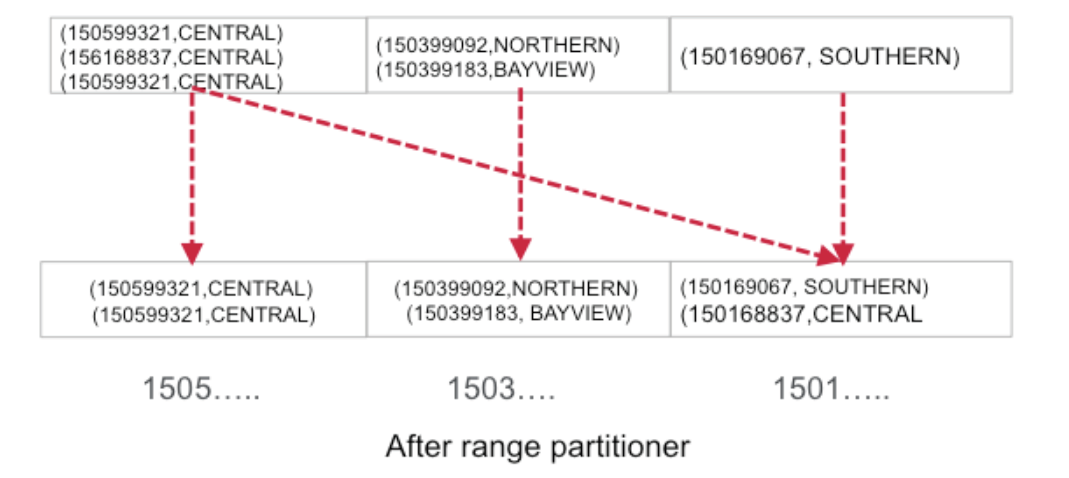 (150599321,CENTRAL)
(156168837,CENTRAL)
(150599321,CENTRAL)
(150399092,NORTHERN)
(150399183,BAYVIEW)
(150169067, SOUTHERN)
(150599321,CENTRAL)
(150599321,CENTRAL)
(150399092,NORTHERN)
(150399183, BAYVIEW)
(150169067, SOUTHERN)
(150168837,CENTRAL
1505…..
1503….
1501…..
After range partitioner